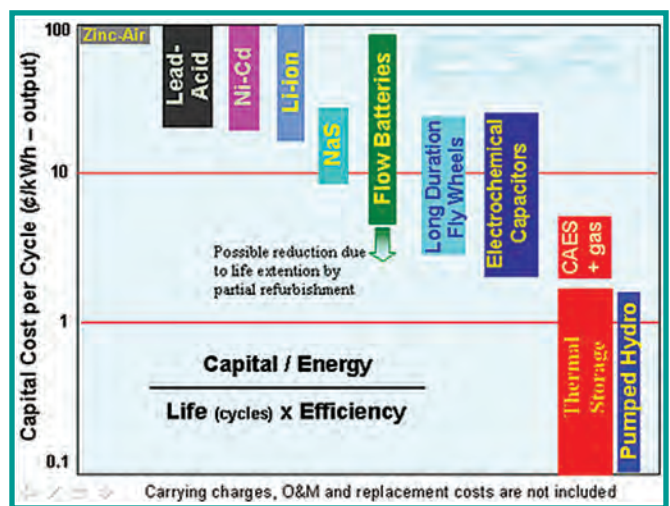 Capital Cost per Cycle (¢/kWh – output)
100
10
1
0.1
Zinc-Air
Lead-
Acid
Ni-Cd
Li-ion
NaS
Flow Batteries
Long Duration
Fly Wheels
Electrochemical
Capacitors
CAES
+ gas
Thermal
Storage
Pumped Hydro
Possible reduction due
to life extention by
partial refurbishment
Capital / Energy
Life (cycles) x Efficiency
Carrying charges, O&M and replacement costs are not included